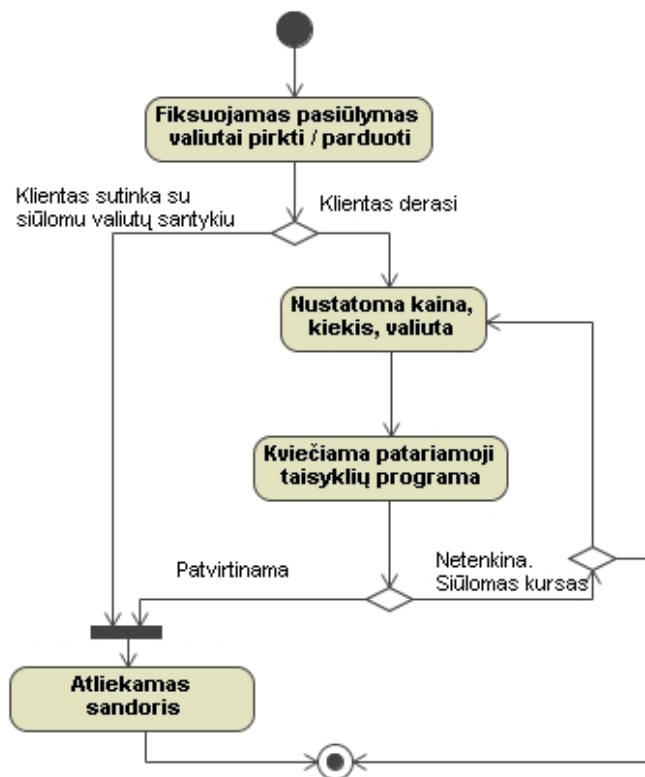 Fiksuojamas pasiūlymas
valiutai pirkti / parduoti
Klientas sutinka su
siūlomu valiutų santykiu
Klientas derasi
Nustatoma kaina,
kiekis, valiuta
Kviečiama patariamoji
taisyklių programa
Patvirtinama
Netenkina.
Siūlomas kursas
Atliekamas
sandoris